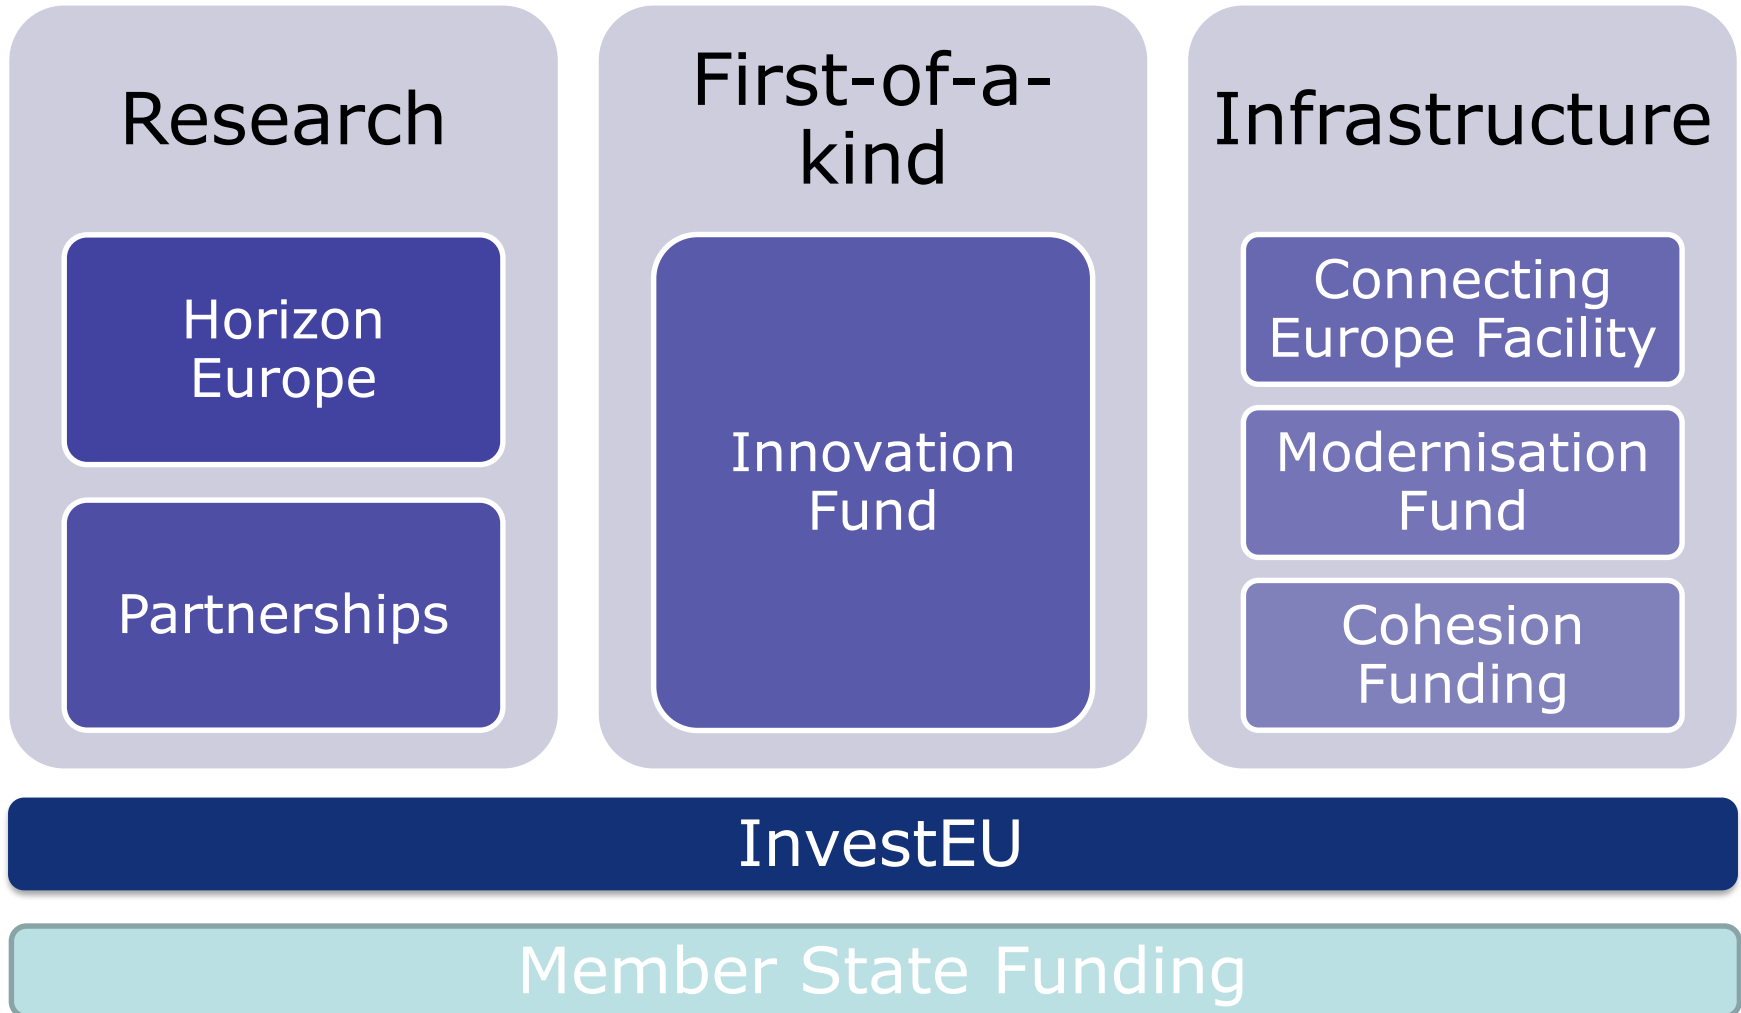 Research
Horizon
Europe
Partnerships
First-of-a-
kind
Innovation
Fund
Infrastructure
Connecting
Europe Facility
Modernisation
Fund
Cohesion
Funding
InvestEU
Member State Funding